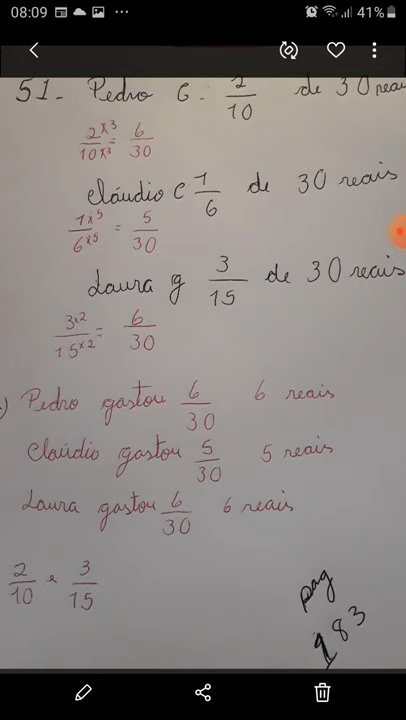 08:09 41%
51- Pedro G. 2/10 de 30 reai
2x3/10x3 = 6/30
Cláudio C 1/6 de 30 reais
1x5/6x5 = 5/30
Laura g 3/15 de 30 reais
3x2/15x2 = 6/30
) Pedro gastou 6/30 6 reais
Cláudio gastou 5/30 5 reais
Laura gastou 6/30 6 reais
2/10 e 3/15
pag
183